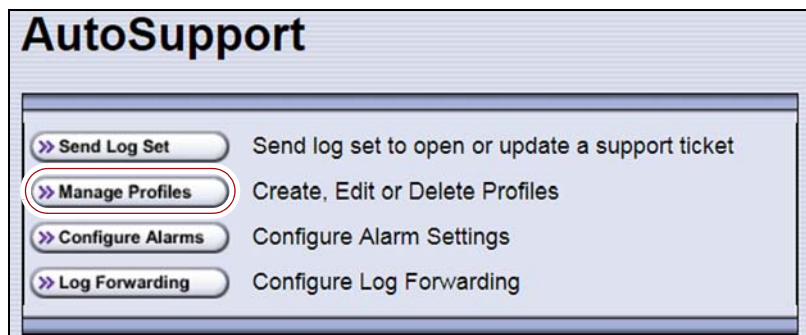 AutoSupport
>> Send Log Set Send log set to open or update a support ticket
>> Manage Profiles Create, Edit or Delete Profiles
>> Configure Alarms Configure Alarm Settings
>> Log Forwarding Configure Log Forwarding